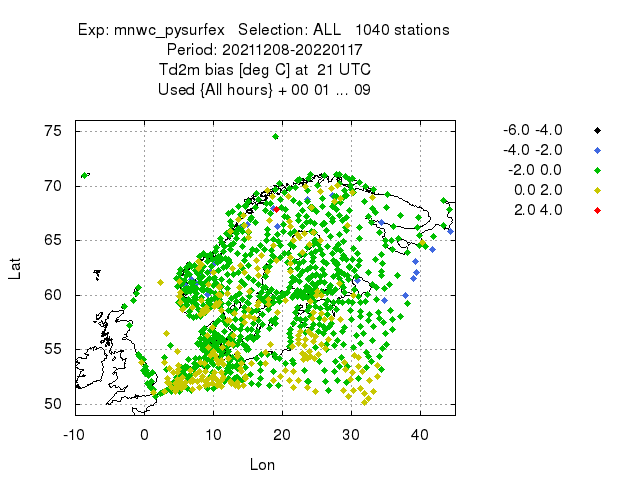 Exp: mnwc_pysurfex   Selection: ALL   1040 stations
Period: 20211208-20220117
Td2m bias [deg C] at  21 UTC
Used {All hours} + 00 01 ... 09
-6.0 -4.0
-4.0 -2.0
-2.0 0.0
0.0 2.0
2.0 4.0
75
70
65
60
55
50
Lat
-10 0 10 20 30 40
Lon